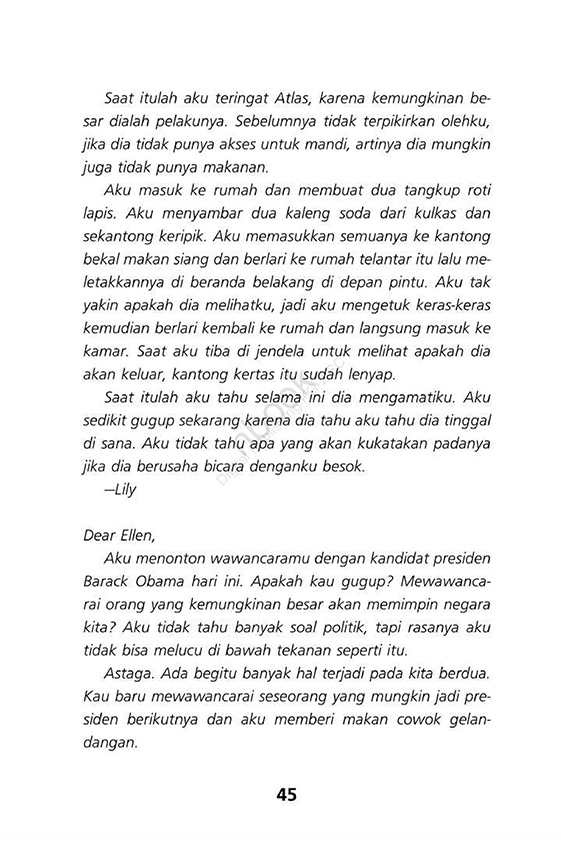 Saat itulah aku teringat Atlas, karena kemungkinan be-
sar dialah pelakunya. Sebelumnya tidak terpikirkan olehku,
jika dia tidak punya akses untuk mandi, artinya dia mungkin
juga tidak punya makanan.
Aku masuk ke rumah dan membuat dua tangkup roti
lapis. Aku menyambar dua kaleng soda dari kulkas dan
sekantong keripik. Aku memasukkan semuanya ke kantong
bekal makan siang dan berlari ke rumah telantar itu lalu me-
letakkannya di beranda belakang di depan pintu. Aku tak
yakin apakah dia melihatku, jadi aku mengetuk keras-keras
kemudian berlari kembali ke rumah dan langsung masuk ke
kamar. Saat aku tiba di jendela untuk melihat apakah dia
akan keluar, kantong kertas itu sudah lenyap.
Saat itulah aku tahu selama ini dia mengamatiku. Aku
sedikit gugup sekarang karena dia tahu aku tahu dia tinggal
di sana. Aku tidak tahu apa yang akan kukatakan padanya
jika dia berusaha bicara denganku besok.
—Lily
Dear Ellen,
Aku menonton wawancaramu dengan kandidat presiden
Barack Obama hari ini. Apakah kau gugup? Mewawanca-
rai orang yang kemungkinan besar akan memimpin negara
kita? Aku tidak tahu banyak soal politik, tapi rasanya aku
tidak bisa melucu di bawah tekanan seperti itu.
Astaga. Ada begitu banyak hal terjadi pada kita berdua.
Kau baru mewawancarai seseorang yang mungkin jadi pre-
siden berikutnya dan aku memberi makan cowok gelan-
dangan.
45